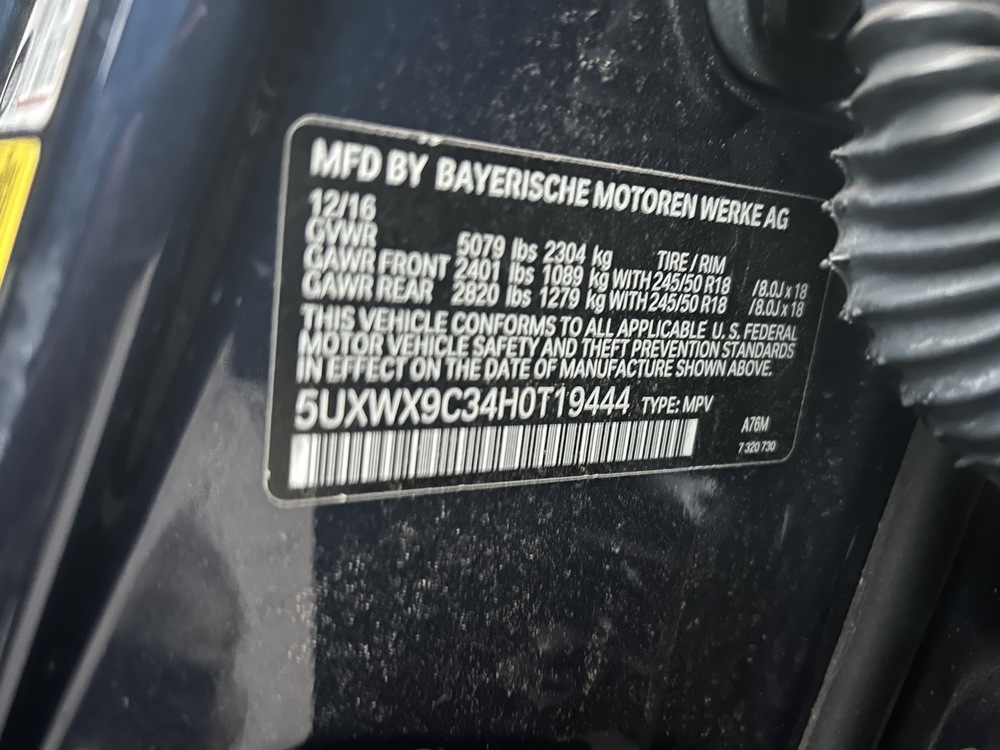 MFD BY BAYERISCHE MOTOREN WERKE AG
12/16
GVWR 5079 lbs 2304 kg TIRE / RIM
GAWR FRONT 2401 lbs 1089 kg WITH 245/50 R18 /8.0J x 18
GAWR REAR 2820 lbs 1279 kg WITH 245/50 R18 /8.0J x 18
THIS VEHICLE CONFORMS TO ALL APPLICABLE U. S. FEDERAL
MOTOR VEHICLE SAFETY AND THEFT PREVENTION STANDARDS
IN EFFECT ON THE DATE OF MANUFACTURE SHOWN ABOVE.
5UXWX9C34H0T19444 TYPE: MPV
A76M
7 320 730